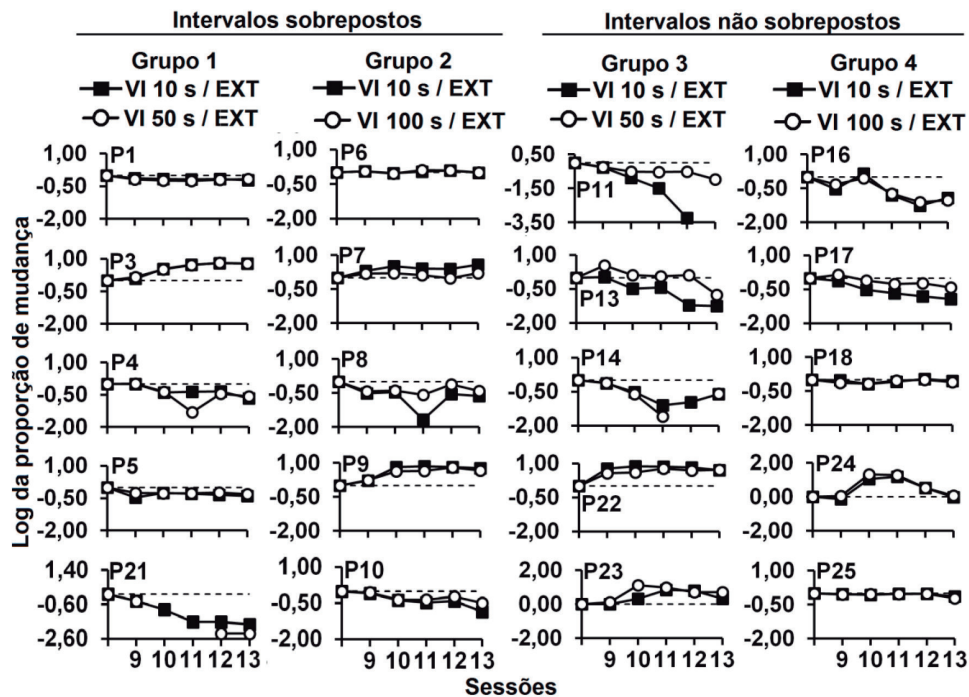 Intervalos sobrepostos
Intervalos não sobrepostos
Grupo 1
VI 10 s / EXT
VI 50 s / EXT
Grupo 2
VI 10 s / EXT
VI 100 s / EXT
Grupo 3
VI 10 s / EXT
VI 50 s / EXT
Grupo 4
VI 10 s / EXT
VI 100 s / EXT
Log da proporção de mudança
1,00
-0,50
-2,00
P1
1,00
-0,50
-2,00
P6
0,50
-1,50
-3,50
P11
1,00
-0,50
-2,00
P16
1,00
-0,50
-2,00
P3
1,00
-0,50
-2,00
P7
1,00
-0,50
-2,00
P13
1,00
-0,50
-2,00
P17
1,00
-0,50
-2,00
P4
1,00
-0,50
-2,00
P8
1,00
-0,50
-2,00
P14
1,00
-0,50
-2,00
P18
1,00
-0,50
-2,00
P5
1,00
-0,50
-2,00
P9
1,00
-0,50
-2,00
P22
2,00
0,00
-2,00
P24
1,40
-0,60
-2,60
P21
1,00
-0,50
-2,00
P10
2,00
0,00
-2,00
P23
1,00
-0,50
-2,00
P25
9 10 11 12 13
9 10 11 12 13
9 10 11 12 13
9 10 11 12 13
Sessões